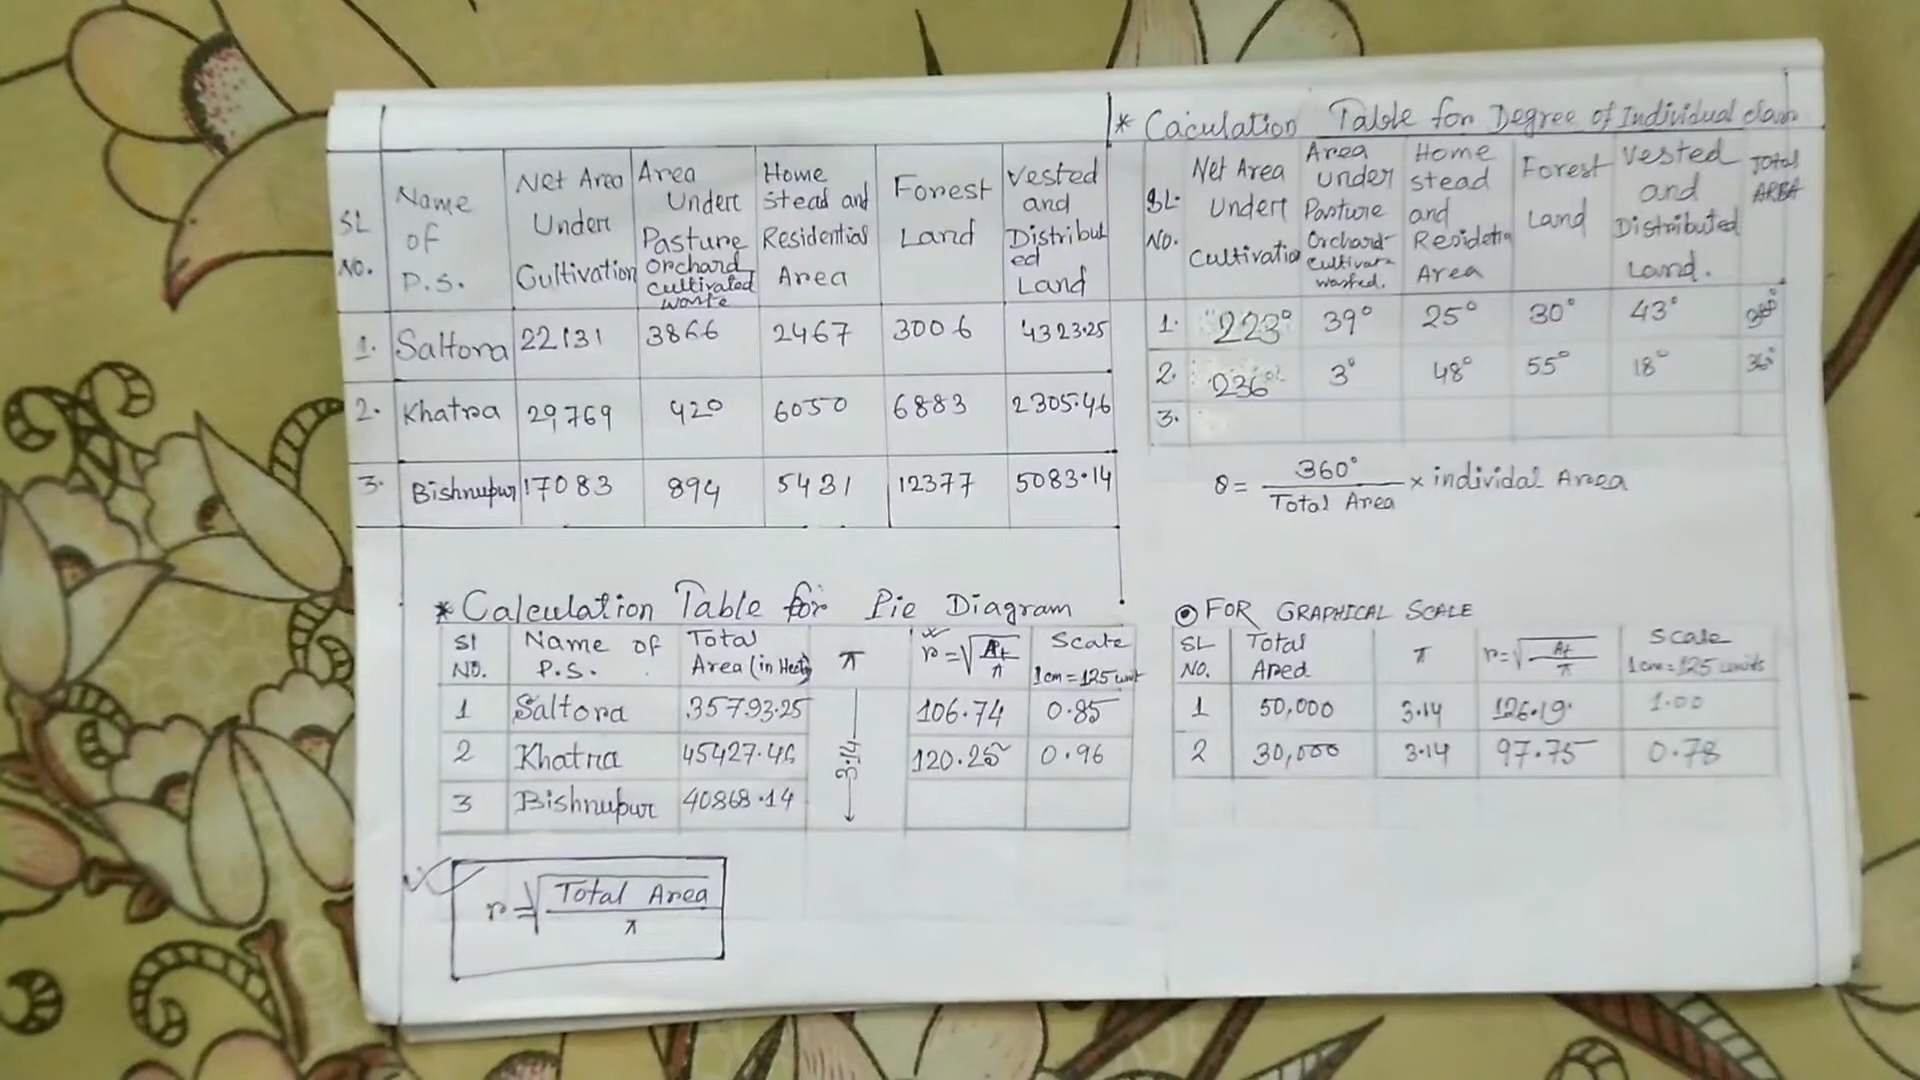 SL NO. | Name of P.S. | Net Area Under Cultivation | Area Under Pasture Orchard cultivated waste | Home Stead and Residential Area | Forest Land | Vested and Distributed Land
1. | Saltora | 22131 | 3866 | 2467 | 3006 | 4323.25
2. | Khatra | 29,769 | 420 | 6050 | 6883 | 2305.46
3. | Bishnupur | 17083 | 894 | 5431 | 12377 | 5083.14
* Caculation Table for Degree of Individual
SL. NO. | Net Area Under Cultivatio | Area under Pasture Orchard cultivate wasted. | Home stead and Residetia Area | Forest Land | Vested and Distributed Land. | TOTAL AREA
1. | 223° | 39° | 25° | 30° | 43° | 360°
2. | 236° | 3° | 48° | 55° | 18° | 36°
3.
θ = 360° / Total Area × individal Area
* Calculation Table for Pie Diagram
Sl NO. | Name of P.S. | Total Area (in Hect) | π | r = √At/π | Scale 1cm = 125 unit
1 | Saltora | 35793.25 | 3.14 | 106.74 | 0.85
2 | Khatra | 45427.46 | 120.25 | 0.96
3 | Bishnupur | 40868.14
r = √Total Area / π
FOR GRAPHICAL SCALE
SL NO. | Total Ared | π | r = √At/π | Scale 1cm = 125 units
1 | 50,000 | 3.14 | 126.19 | 1.00
2 | 30,000 | 3.14 | 97.75 | 0.78